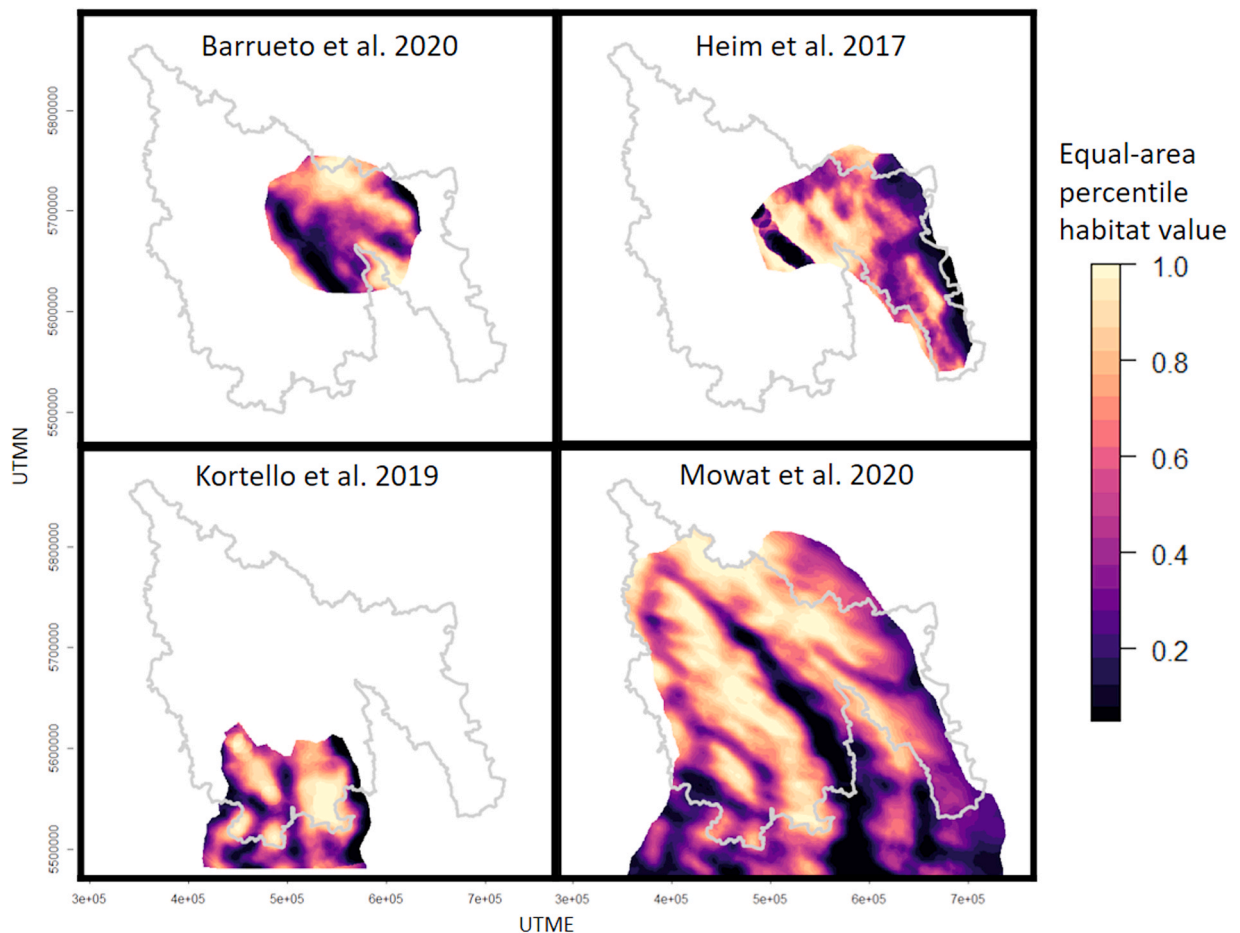 Barrueto et al. 2020
Heim et al. 2017
5800000
5700000
5600000
5500000
Equal-area
percentile
habitat value
1.0
0.8
0.6
0.4
0.2
UTMN
Kortello et al. 2019
Mowat et al. 2020
5800000
5700000
5600000
5500000
3e+05
4e+05
5e+05
6e+05
7e+05
3e+05
4e+05
5e+05
6e+05
7e+05
UTME